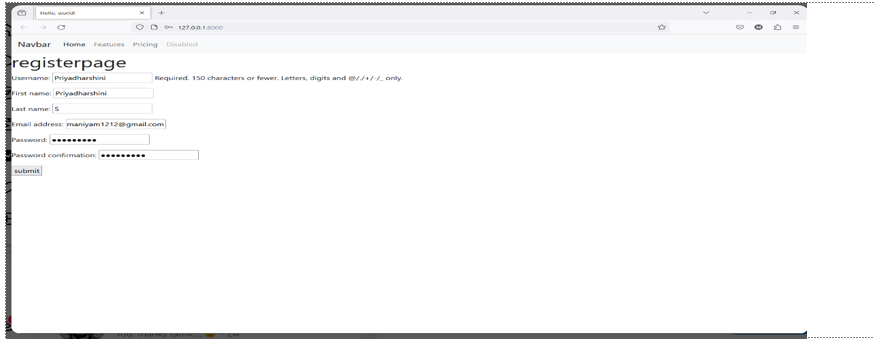 Hello, world!
127.0.0.1:8000
Navbar Home Features Pricing Disabled
registerpage
Username: Priyadharshini Required. 150 characters or fewer. Letters, digits and @/./+/-/_ only.
First name: Priyadharshini
Last name: S
Email address: maniyam1212@gmail.com
Password: •••••••••
Password confirmation: •••••••••
submit